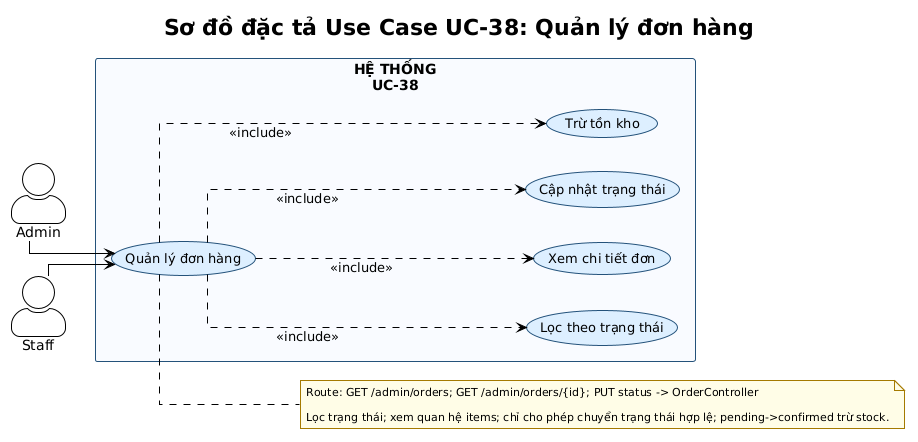 Sơ đồ đặc tả Use Case UC-38: Quản lý đơn hàng
HỆ THỐNG
UC-38
Trừ tồn kho
«include»
Cập nhật trạng thái
«include»
Admin
Quản lý đơn hàng
Xem chi tiết đơn
«include»
Staff
Lọc theo trạng thái
«include»
Route: GET /admin/orders; GET /admin/orders/{id}; PUT status -> OrderController
Lọc trạng thái; xem quan hệ items; chỉ cho phép chuyển trạng thái hợp lệ; pending->confirmed trừ stock.